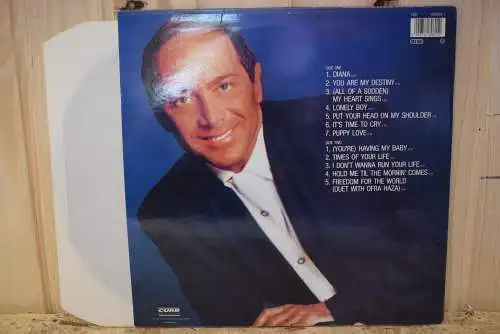 SIDE ONE
1. DIANA
2. YOU ARE MY DESTINY
3. (ALL OF A SUDDEN)
MY HEART SINGS
4. LONELY BOY
5. PUT YOUR HEAD ON MY SHOULDER
6. IT'S TIME TO CRY
7. PUPPY LOVE
SIDE TWO
1. (YOU'RE) HAVING MY BABY
2. TIMES OF YOUR LIFE
3. I DON'T WANNA RUN YOUR LIFE
4. HOLD ME TIL THE MORNIN' COMES
5. FREEDOM FOR THE WORLD
(DUET WITH OFRA HAZA)
CURB